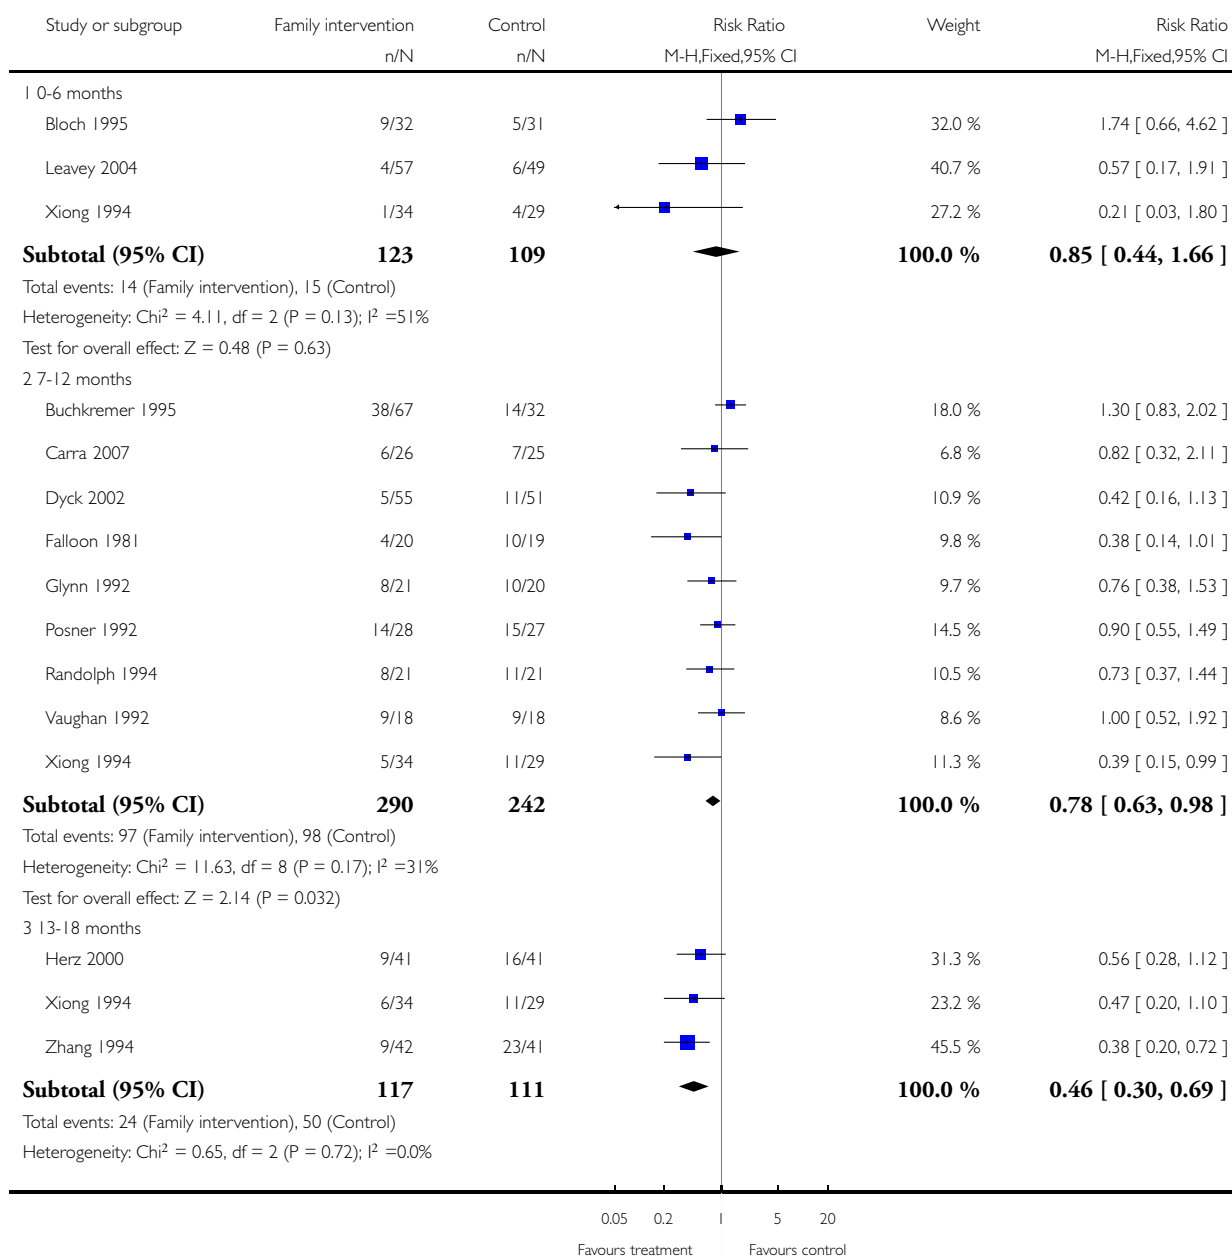 Study or subgroup Family intervention Control Risk Ratio Weight Risk Ratio
n/N n/N M-H,Fixed,95% CI M-H,Fixed,95% CI
1 0-6 months
Bloch 1995 9/32 5/31 32.0 % 1.74 [ 0.66, 4.62 ]
Leavey 2004 4/57 6/49 40.7 % 0.57 [ 0.17, 1.91 ]
Xiong 1994 1/34 4/29 27.2 % 0.21 [ 0.03, 1.80 ]
Subtotal (95% CI) 123 109 100.0 % 0.85 [ 0.44, 1.66 ]
Total events: 14 (Family intervention), 15 (Control)
Heterogeneity: Chi² = 4.11, df = 2 (P = 0.13); I² =51%
Test for overall effect: Z = 0.48 (P = 0.63)
2 7-12 months
Buchkremer 1995 38/67 14/32 18.0 % 1.30 [ 0.83, 2.02 ]
Carra 2007 6/26 7/25 6.8 % 0.82 [ 0.32, 2.11 ]
Dyck 2002 5/55 11/51 10.9 % 0.42 [ 0.16, 1.13 ]
Falloon 1981 4/20 10/19 9.8 % 0.38 [ 0.14, 1.01 ]
Glynn 1992 8/21 10/20 9.7 % 0.76 [ 0.38, 1.53 ]
Posner 1992 14/28 15/27 14.5 % 0.90 [ 0.55, 1.49 ]
Randolph 1994 8/21 11/21 10.5 % 0.73 [ 0.37, 1.44 ]
Vaughan 1992 9/18 9/18 8.6 % 1.00 [ 0.52, 1.92 ]
Xiong 1994 5/34 11/29 11.3 % 0.39 [ 0.15, 0.99 ]
Subtotal (95% CI) 290 242 100.0 % 0.78 [ 0.63, 0.98 ]
Total events: 97 (Family intervention), 98 (Control)
Heterogeneity: Chi² = 11.63, df = 8 (P = 0.17); I² =31%
Test for overall effect: Z = 2.14 (P = 0.032)
3 13-18 months
Herz 2000 9/41 16/41 31.3 % 0.56 [ 0.28, 1.12 ]
Xiong 1994 6/34 11/29 23.2 % 0.47 [ 0.20, 1.10 ]
Zhang 1994 9/42 23/41 45.5 % 0.38 [ 0.20, 0.72 ]
Subtotal (95% CI) 117 111 100.0 % 0.46 [ 0.30, 0.69 ]
Total events: 24 (Family intervention), 50 (Control)
Heterogeneity: Chi² = 0.65, df = 2 (P = 0.72); I² =0.0%
0.05 0.2 1 5 20
Favours treatment Favours control